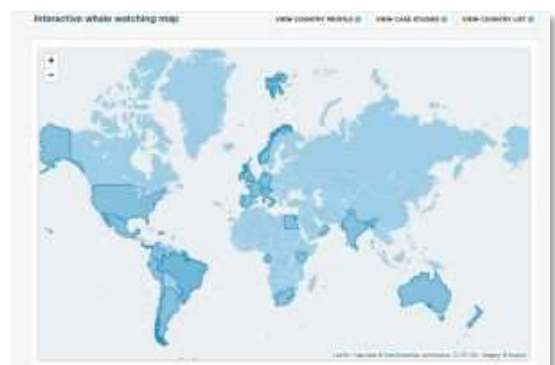 Interactive whale watching map
VIEW COUNTRY PROFILE VIEW CASE STUDIES VIEW COUNTRY LIST
+
-